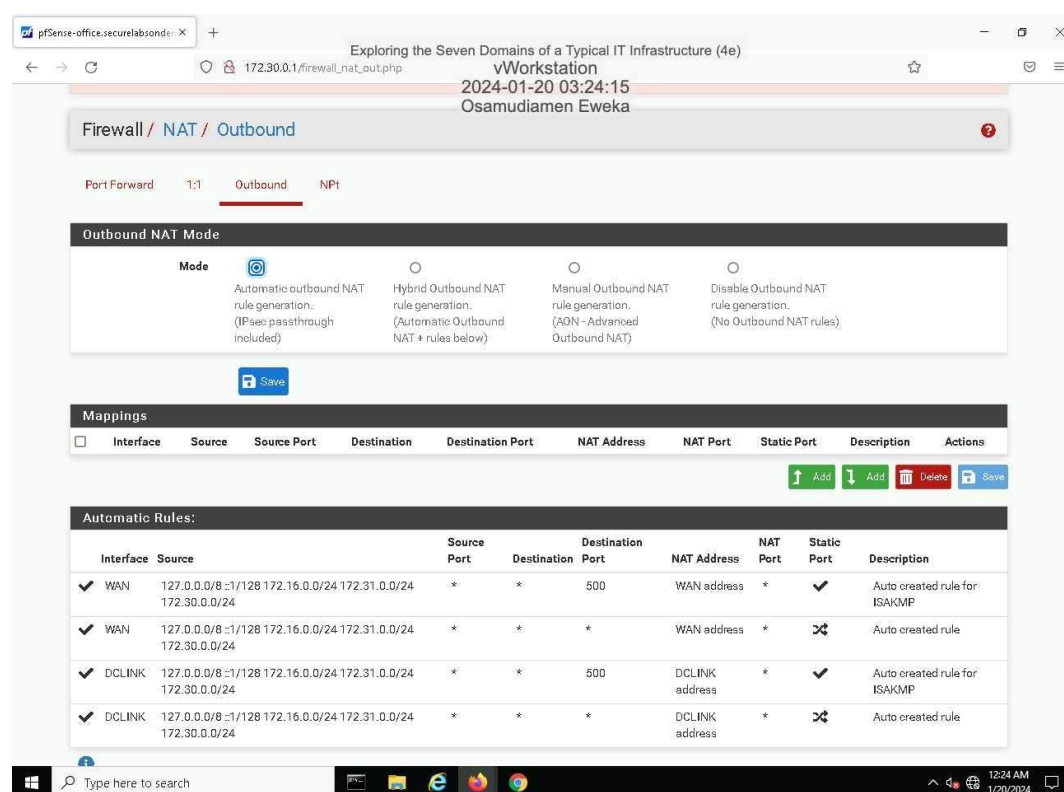 pfSense-office.securelabsonder
Exploring the Seven Domains of a Typical IT Infrastructure (4e)
172.30.0.1/firewall_nat_out.php
vWorkstation
2024-01-20 03:24:15
Osamudiamen Eweka
Firewall / NAT / Outbound
Port Forward 1:1 Outbound NPt
Outbound NAT Mode
Mode
Automatic outbound NAT
rule generation.
(IPsec passthrough
included)
Hybrid Outbound NAT
rule generation.
(Automatic Outbound
NAT + rules below)
Manual Outbound NAT
rule generation.
(AON - Advanced
Outbound NAT)
Disable Outbound NAT
rule generation.
(No Outbound NAT rules)
Save
Mappings
Interface Source Source Port Destination Destination Port NAT Address NAT Port Static Port Description Actions
Add Add Delete Save
Automatic Rules:
Interface Source Source Port Destination Destination Port NAT Address NAT Port Static Port Description
WAN 127.0.0.0/8 ::1/128 172.16.0.0/24 172.31.0.0/24 * * 500 WAN address * Auto created rule for
172.30.0.0/24 ISAKMP
WAN 127.0.0.0/8 ::1/128 172.16.0.0/24 172.31.0.0/24 * * * WAN address * Auto created rule
172.30.0.0/24
DCLINK 127.0.0.0/8 ::1/128 172.16.0.0/24 172.31.0.0/24 * * 500 DCLINK * Auto created rule for
172.30.0.0/24 address ISAKMP
DCLINK 127.0.0.0/8 ::1/128 172.16.0.0/24 172.31.0.0/24 * * * DCLINK * Auto created rule
172.30.0.0/24 address
Type here to search
12:24 AM
1/20/2024